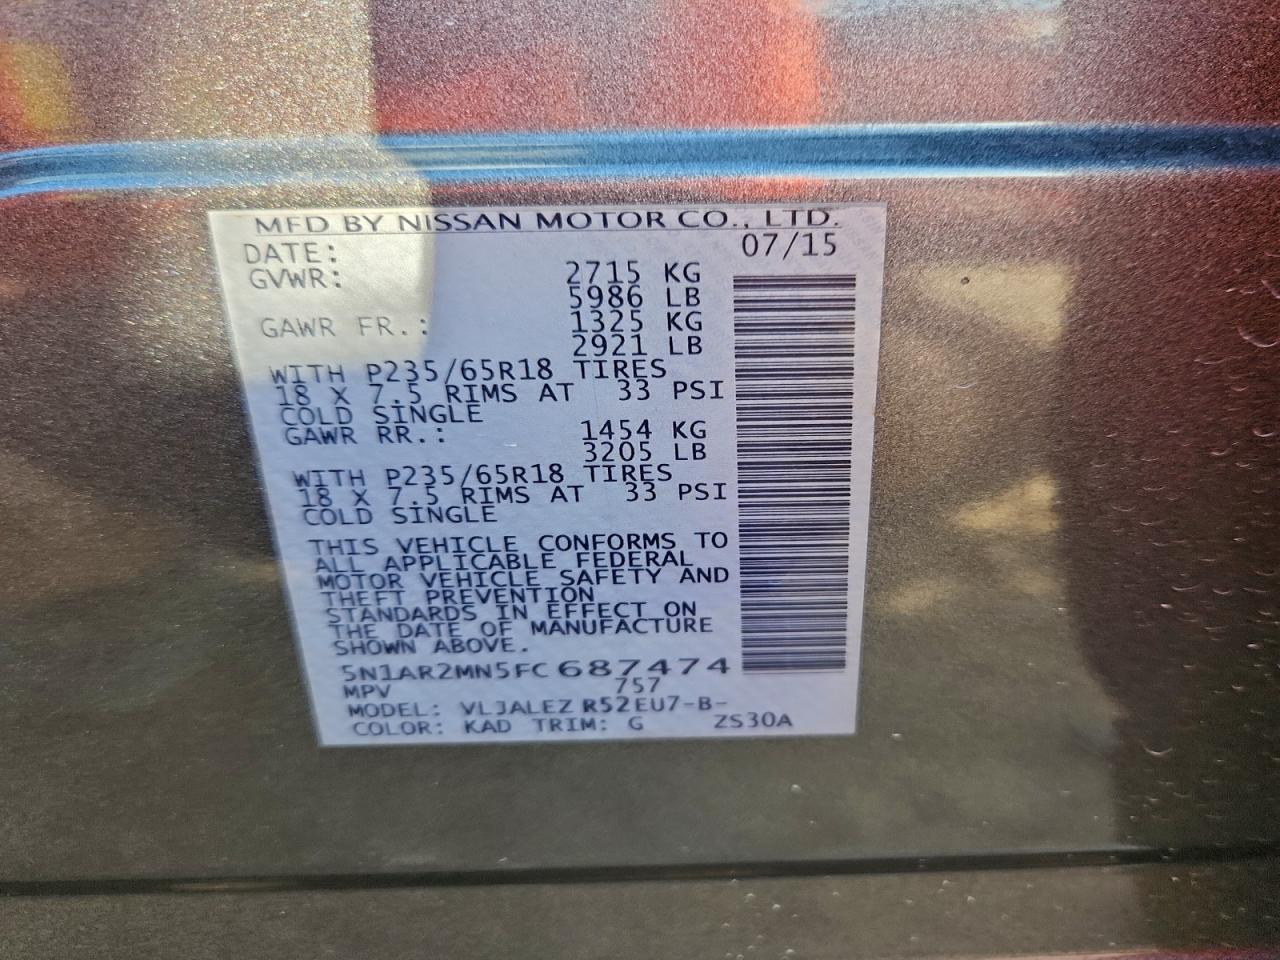 MFD BY NISSAN MOTOR CO., LTD.
DATE: 07/15
GVWR: 2715 KG
5986 LB
GAWR FR.: 1325 KG
2921 LB
WITH P235/65R18 TIRES
18 X 7.5 RIMS AT 33 PSI
COLD SINGLE
GAWR RR.: 1454 KG
3205 LB
WITH P235/65R18 TIRES
18 X 7.5 RIMS AT 33 PSI
COLD SINGLE
THIS VEHICLE CONFORMS TO
ALL APPLICABLE FEDERAL
MOTOR VEHICLE SAFETY AND
THEFT PREVENTION
STANDARDS IN EFFECT ON
THE DATE OF MANUFACTURE
SHOWN ABOVE.
5N1AR2MN5FC687474
MPV 757
MODEL: VLJALEZ R52EU7-B-
COLOR: KAD TRIM: G ZS30A